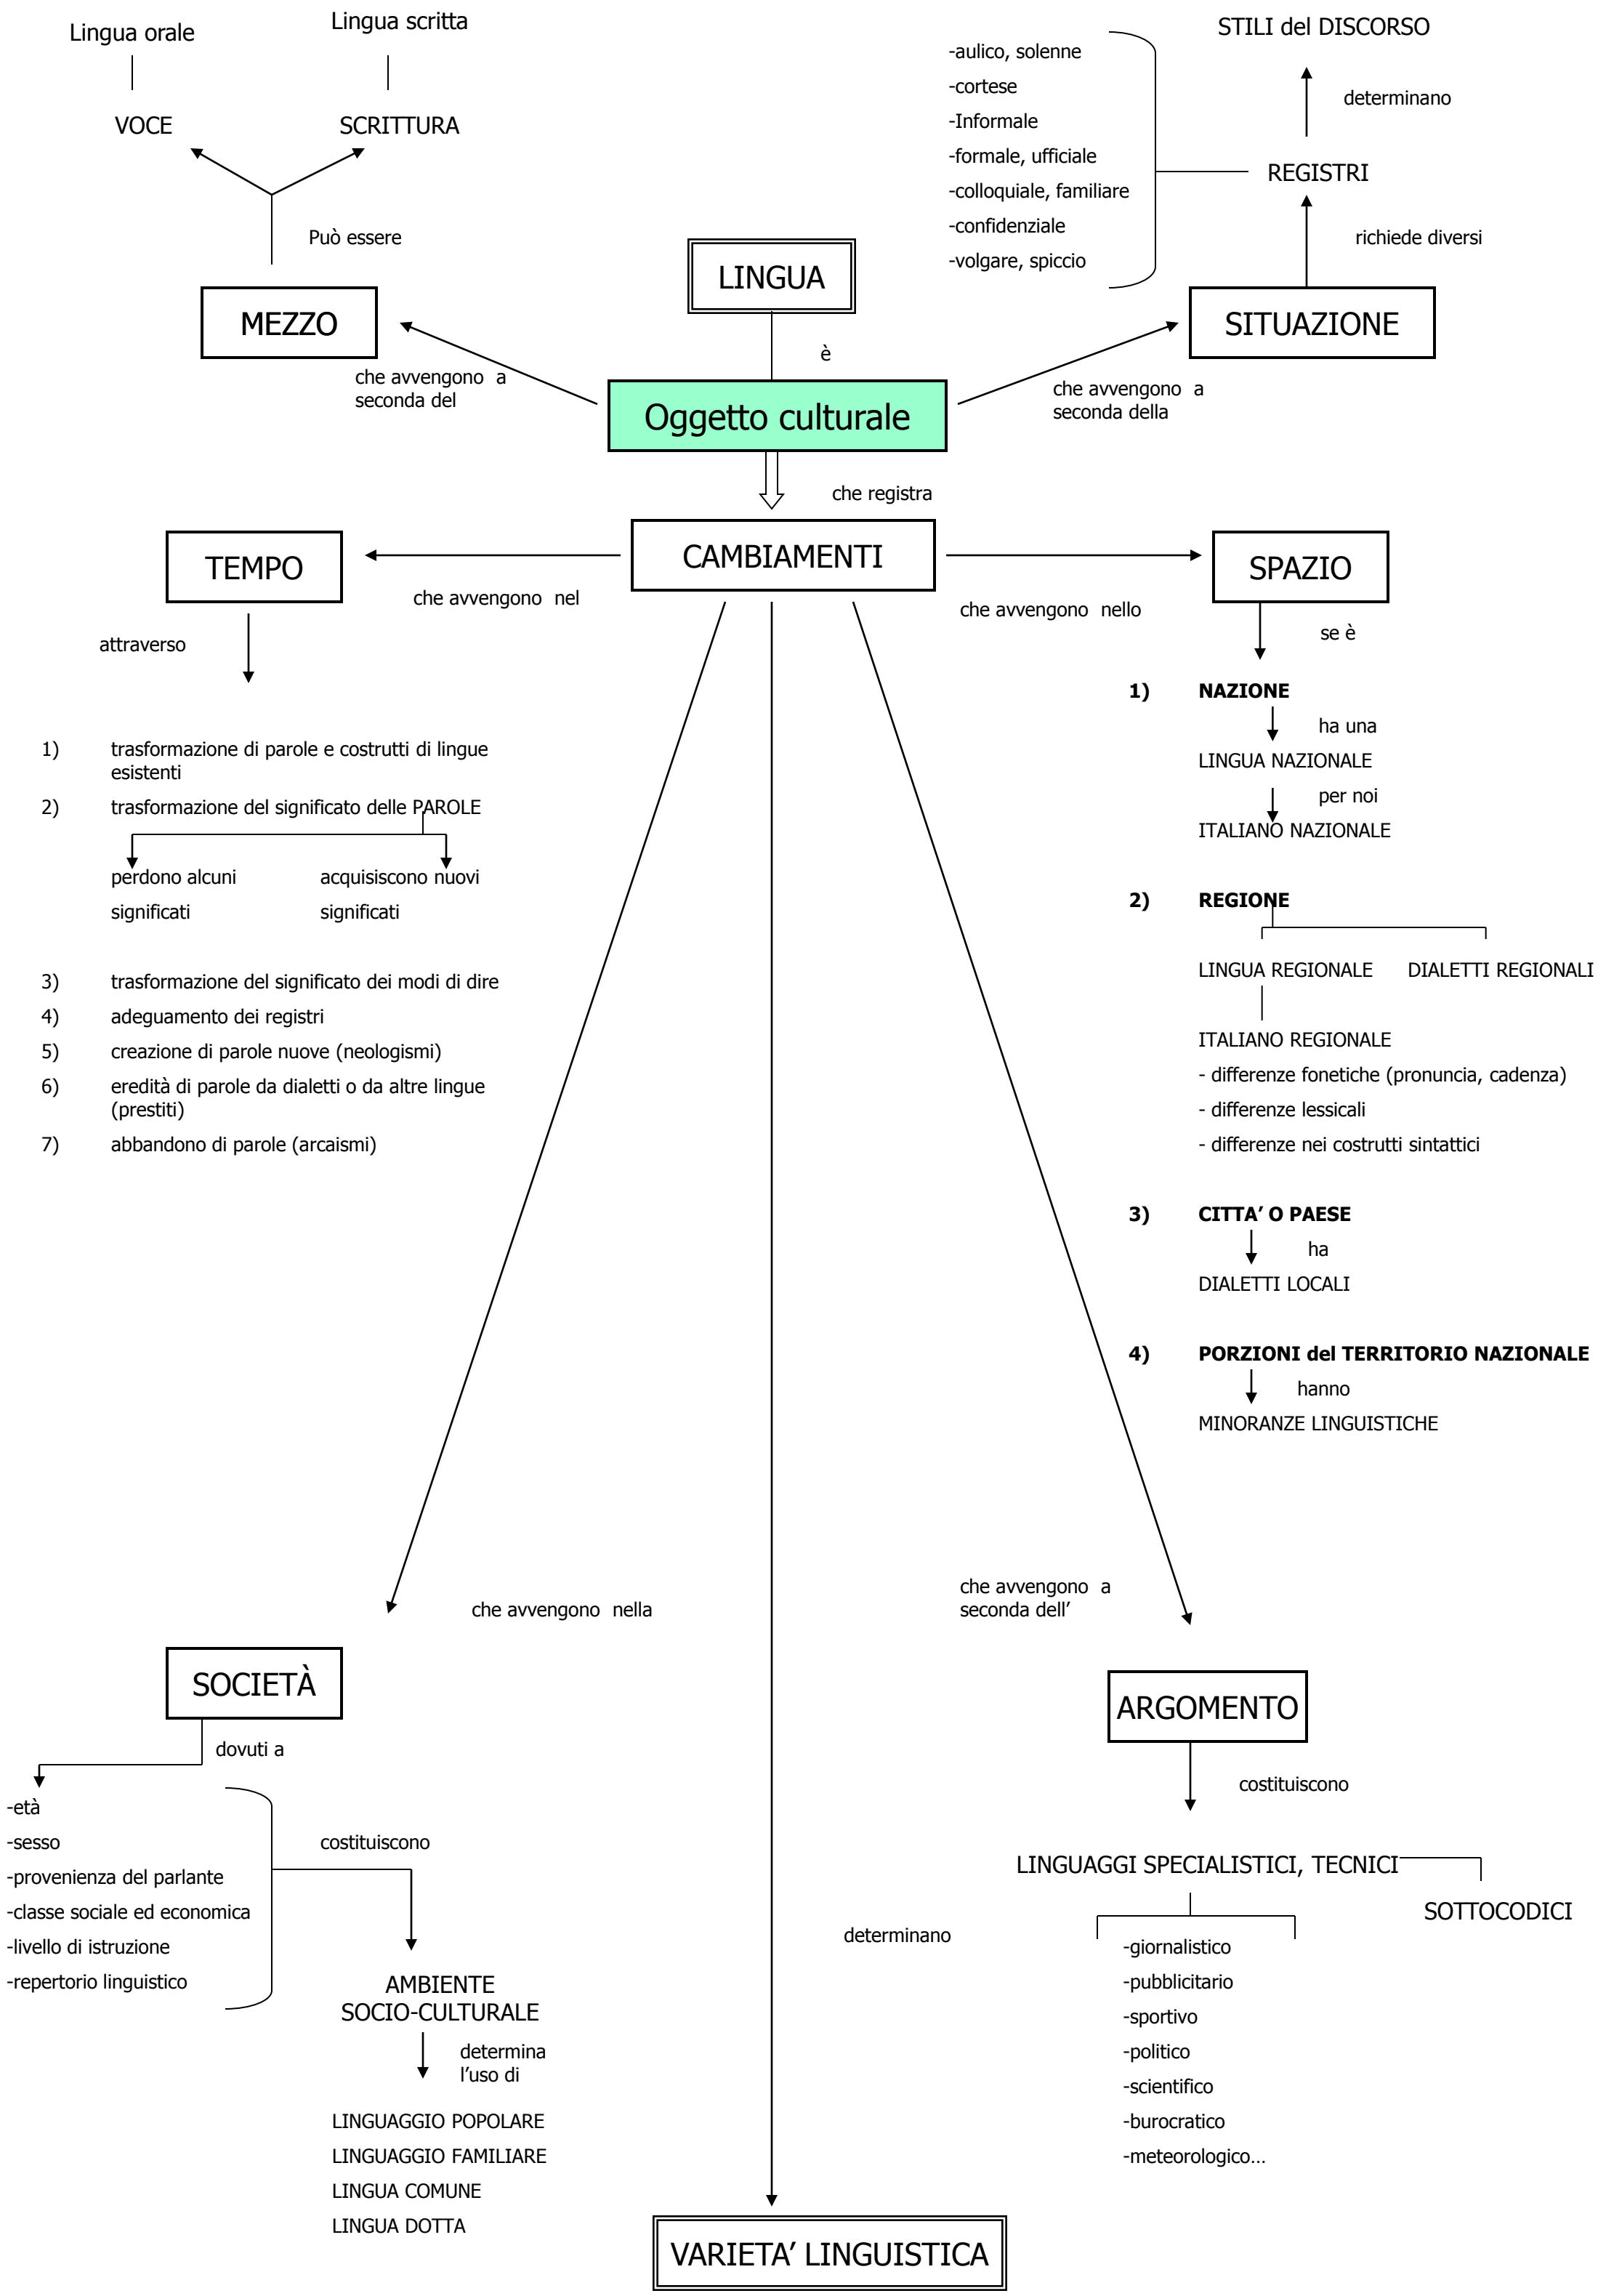 Lingua orale
Lingua scritta
VOCE
SCRITTURA
Può essere
MEZZO
che avvengono  a
seconda del
LINGUA
è
Oggetto culturale
che registra
STILI del DISCORSO
determinano
REGISTRI
-aulico, solenne
-cortese
-Informale
-formale, ufficiale
-colloquiale, familiare
-confidenziale
-volgare, spiccio
richiede diversi
SITUAZIONE
che avvengono  a
seconda della
CAMBIAMENTI
TEMPO
che avvengono  nel
attraverso
1) trasformazione di parole e costrutti di lingue
esistenti
2) trasformazione del significato delle PAROLE
perdono alcuni
significati
acquisiscono nuovi
significati
3) trasformazione del significato dei modi di dire
4) adeguamento dei registri
5) creazione di parole nuove (neologismi)
6) eredità di parole da dialetti o da altre lingue
(prestiti)
7) abbandono di parole (arcaismi)
SPAZIO
che avvengono  nello
se è
1) NAZIONE
ha una
LINGUA NAZIONALE
per noi
ITALIANO NAZIONALE
2) REGIONE
LINGUA REGIONALE
DIALETTI REGIONALI
ITALIANO REGIONALE
- differenze fonetiche (pronuncia, cadenza)
- differenze lessicali
- differenze nei costrutti sintattici
3) CITTA’ O PAESE
ha
DIALETTI LOCALI
4) PORZIONI del TERRITORIO NAZIONALE
hanno
MINORANZE LINGUISTICHE
che avvengono  nella
SOCIETÀ
dovuti a
-età
-sesso
-provenienza del parlante
-classe sociale ed economica
-livello di istruzione
-repertorio linguistico
costituiscono
AMBIENTE
SOCIO-CULTURALE
determina
l’uso di
LINGUAGGIO POPOLARE
LINGUAGGIO FAMILIARE
LINGUA COMUNE
LINGUA DOTTA
che avvengono  a
seconda dell’
ARGOMENTO
costituiscono
LINGUAGGI SPECIALISTICI, TECNICI
SOTTOCODICI
-giornalistico
-pubblicitario
-sportivo
-politico
-scientifico
-burocratico
-meteorologico…
determinano
VARIETA’ LINGUISTICA